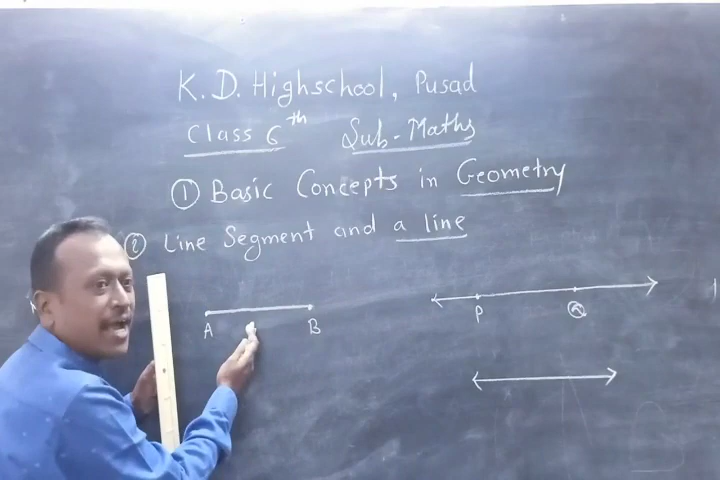 K.D. Highschool, Pusad
Class 6th Sub-Maths
① Basic Concepts in Geometry
② Line Segment and a line
A B
P Q